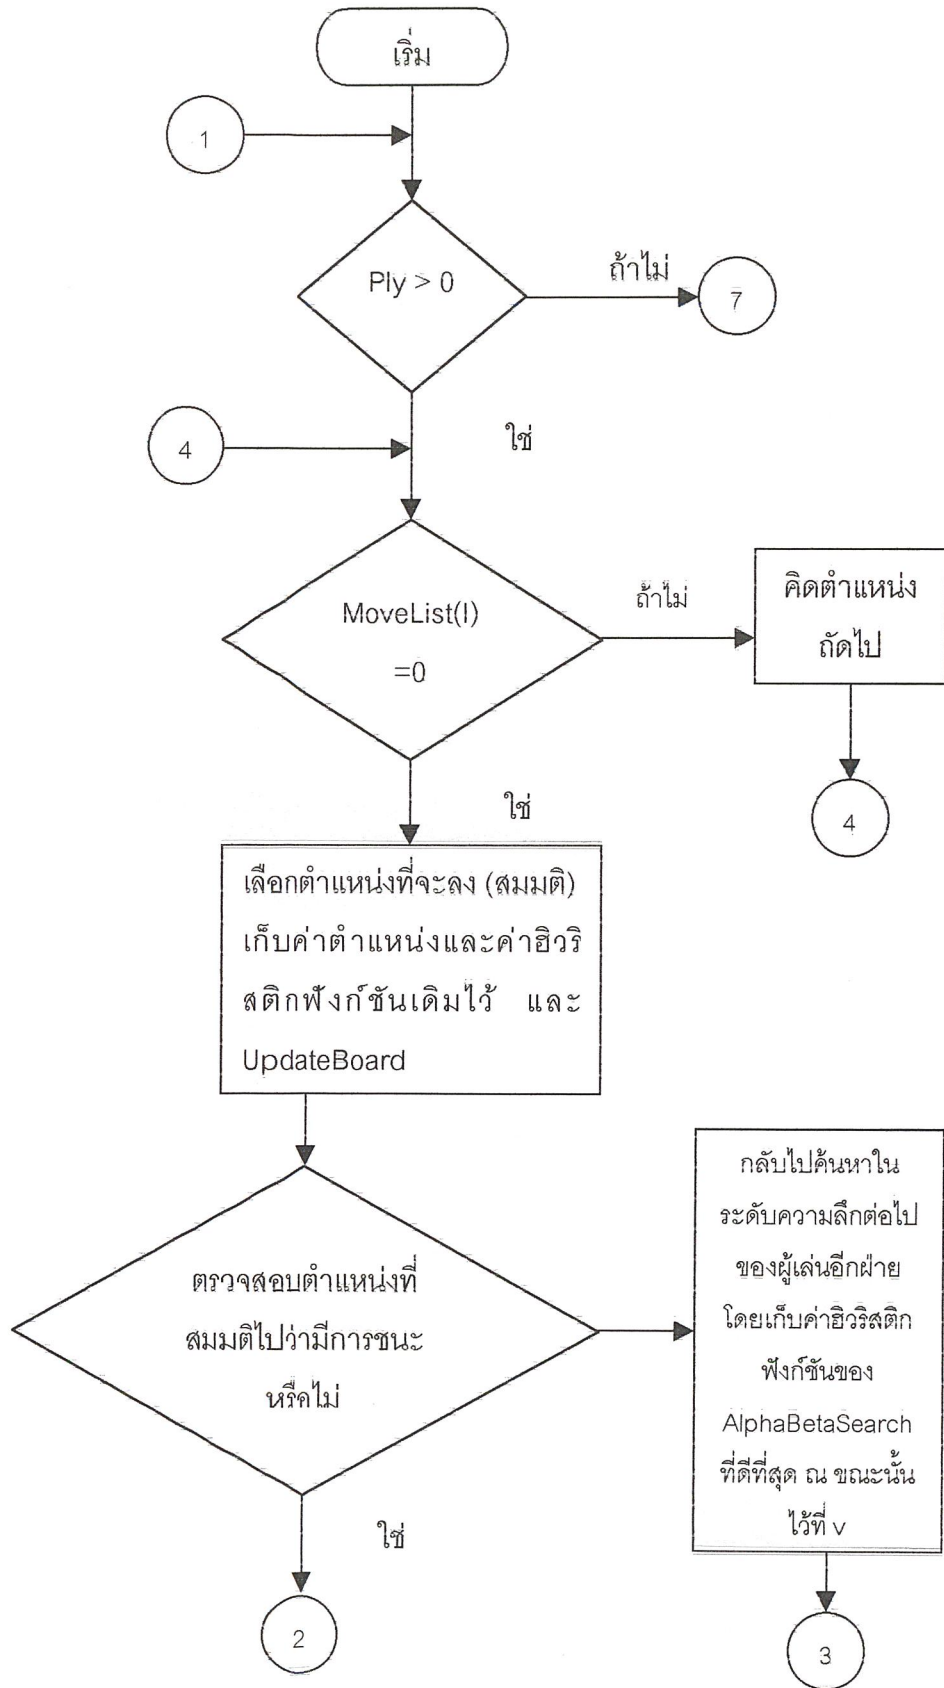 เริ่ม
1
Ply > 0
ถ้าไม่
7
4
ใช่
MoveList(I)
=0
ถ้าไม่
คิดตำแหน่ง
ถัดไป
4
ใช่
เลือกตำแหน่งที่จะลง (สมมติ)
เก็บค่าตำแหน่งและค่าฮิวริ
สติกฟังก์ชันเดิมไว้ และ
UpdateBoard
ตรวจสอบตำแหน่งที่
สมมติไปว่ามีการชนะ
หรือไม่
ใช่
2
กลับไปค้นหาใน
ระดับความลึกต่อไป
ของผู้เล่นอีกฝ่าย
โดยเก็บค่าฮิวริสติก
ฟังก์ชันของ
AlphaBetaSearch
ที่ดีที่สุด ณ ขณะนั้น
ไว้ที่ v
3